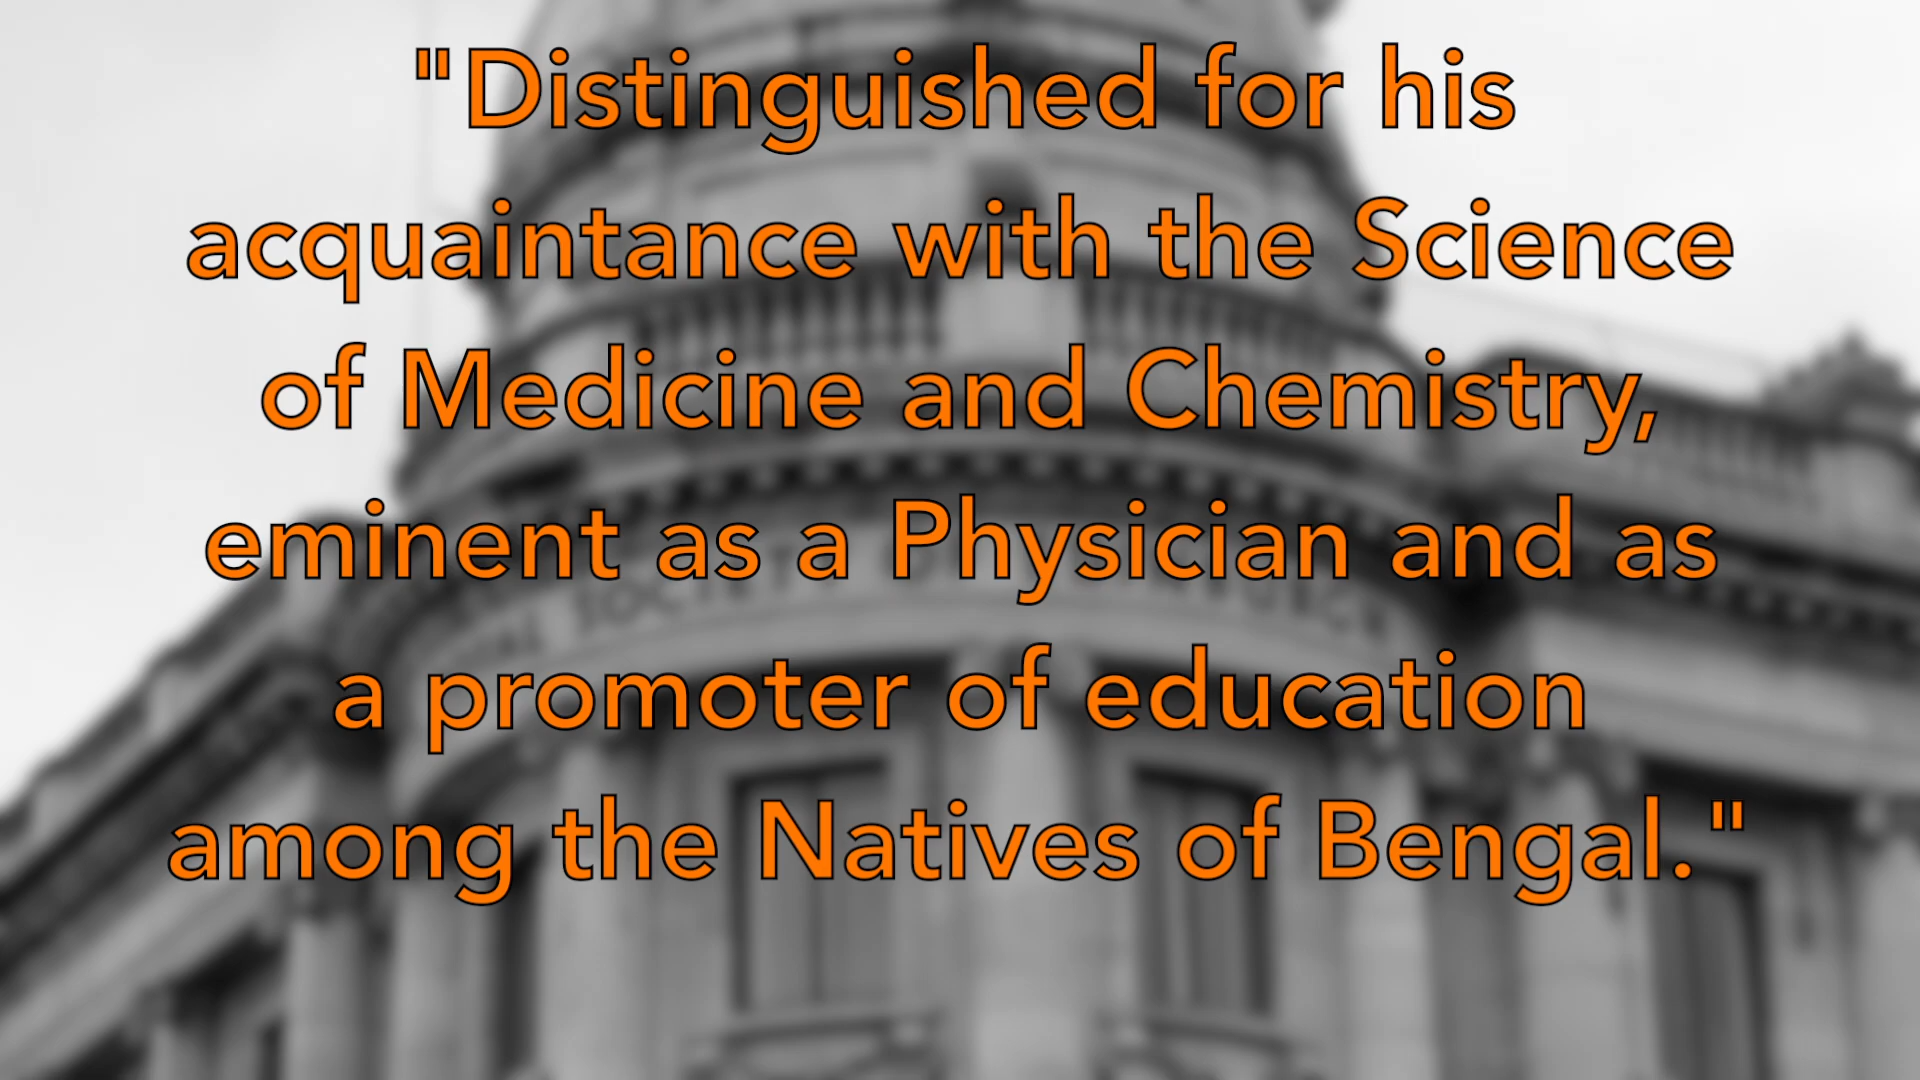 "Distinguished for his
acquaintance with the Science
of Medicine and Chemistry,
eminent as a Physician and as
a promoter of education
among the Natives of Bengal."